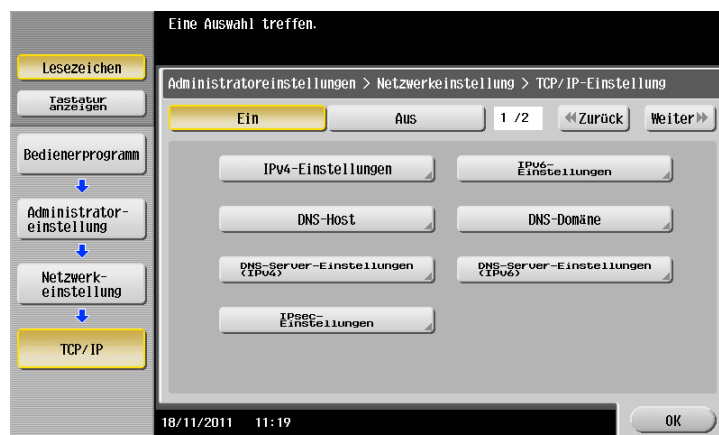 Eine Auswahl treffen.
Lesezeichen
Tastatur
anzeigen
Bedienerprogramm
Administrator-
einstellung
Netzwerk-
einstellung
TCP/IP
Administratoreinstellungen > Netzwerkeinstellung > TCP/IP-Einstellung
Ein
Aus
1 /2
Zurück
Weiter
IPv4-Einstellungen
IPv6-
Einstellungen
DNS-Host
DNS-Domäne
DNS-Server-Einstellungen
(IPv4)
DNS-Server-Einstellungen
(IPv6)
IPsec-
Einstellungen
18/11/2011 11:19
OK